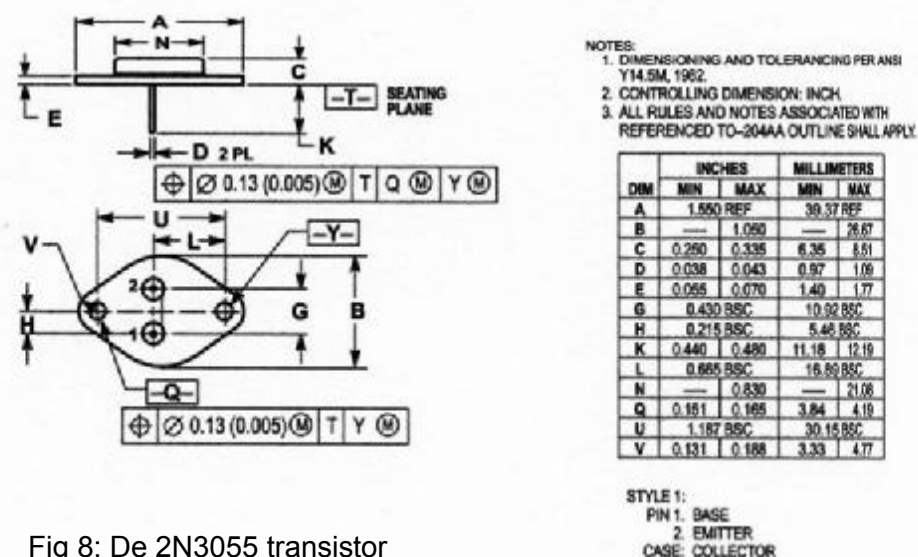 A
N
C
E
–T– SEATING
PLANE
K
D 2 PL
⌖ Ø 0.13 (0.005) Ⓜ T Q Ⓜ Y Ⓜ
U
L
–Y–
V
2
G
B
H
1
–Q–
⌖ Ø 0.13 (0.005) Ⓜ T Y Ⓜ
NOTES:
1. DIMENSIONING AND TOLERANCING PER ANSI
Y14.5M, 1982.
2. CONTROLLING DIMENSION: INCH.
3. ALL RULES AND NOTES ASSOCIATED WITH
REFERENCED TO–204AA OUTLINE SHALL APPLY.
INCHES MILLIMETERS
DIM MIN MAX MIN MAX
A 1.550 REF 39.37 REF
B ––– 1.050 ––– 26.67
C 0.250 0.335 6.35 8.51
D 0.038 0.043 0.97 1.09
E 0.055 0.070 1.40 1.77
G 0.430 BSC 10.92 BSC
H 0.215 BSC 5.46 BSC
K 0.440 0.480 11.18 12.19
L 0.665 BSC 16.89 BSC
N ––– 0.830 ––– 21.08
Q 0.151 0.165 3.84 4.19
U 1.187 BSC 30.15 BSC
V 0.131 0.188 3.33 4.77
STYLE 1:
PIN 1. BASE
2. EMITTER
CASE: COLLECTOR
Fig 8: De 2N3055 transistor